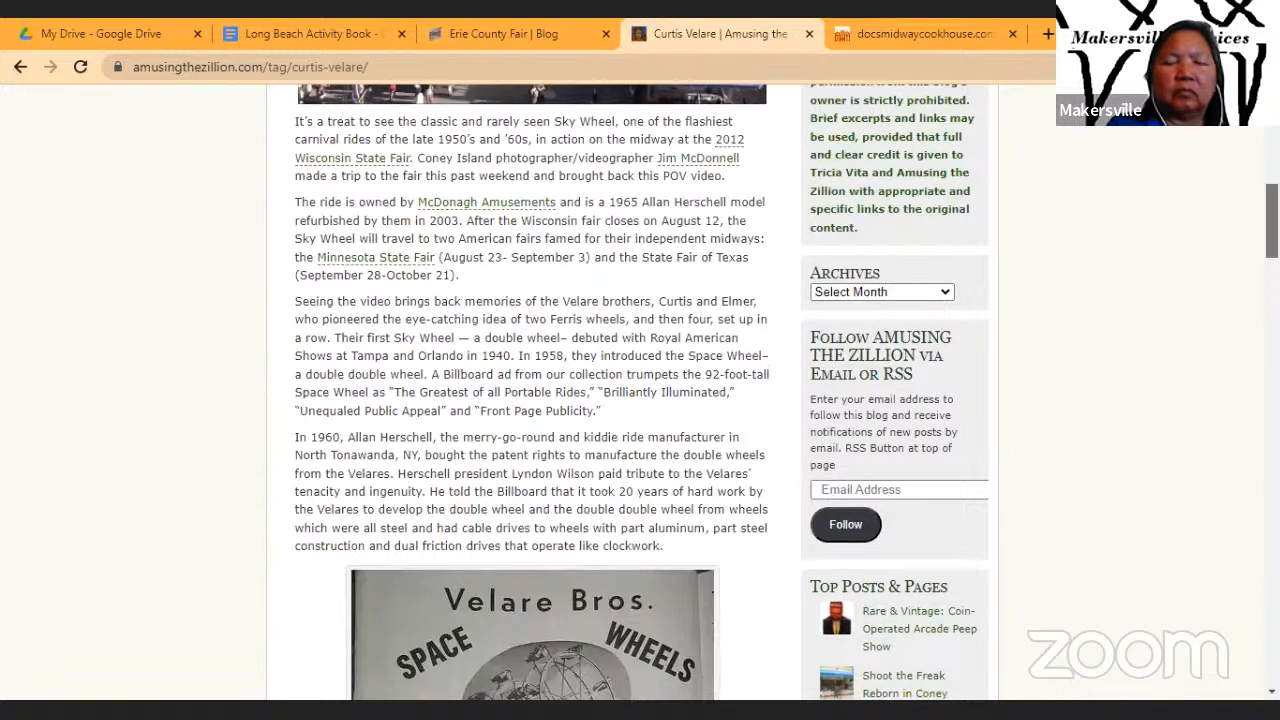 My Drive - Google Drive
Long Beach Activity Book -
Erie County Fair | Blog
Curtis Velare | Amusing the
docsmidwaycookhouse.com
amusingthezillion.com/tag/curtis-velare/
Makersville
It's a treat to see the classic and rarely seen Sky Wheel, one of the flashiest
carnival rides of the late 1950's and '60s, in action on the midway at the 2012
Wisconsin State Fair. Coney Island photographer/videographer Jim McDonnell
made a trip to the fair this past weekend and brought back this POV video.
The ride is owned by McDonagh Amusements and is a 1965 Allan Herschell model
refurbished by them in 2003. After the Wisconsin fair closes on August 12, the
Sky Wheel will travel to two American fairs famed for their independent midways:
the Minnesota State Fair (August 23- September 3) and the State Fair of Texas
(September 28-October 21).
Seeing the video brings back memories of the Velare brothers, Curtis and Elmer,
who pioneered the eye-catching idea of two Ferris wheels, and then four, set up in
a row. Their first Sky Wheel — a double wheel– debuted with Royal American
Shows at Tampa and Orlando in 1940. In 1958, they introduced the Space Wheel–
a double double wheel. A Billboard ad from our collection trumpets the 92-foot-tall
Space Wheel as "The Greatest of all Portable Rides," "Brilliantly Illuminated,"
"Unequaled Public Appeal" and "Front Page Publicity."
In 1960, Allan Herschell, the merry-go-round and kiddie ride manufacturer in
North Tonawanda, NY, bought the patent rights to manufacture the double wheels
from the Velares. Herschell president Lyndon Wilson paid tribute to the Velares'
tenacity and ingenuity. He told the Billboard that it took 20 years of hard work by
the Velares to develop the double wheel and the double double wheel from wheels
which were all steel and had cable drives to wheels with part aluminum, part steel
construction and dual friction drives that operate like clockwork.
Velare Bros.
SPACE
WHEELS
owner is strictly prohibited.
Brief excerpts and links may
be used, provided that full
and clear credit is given to
Tricia Vita and Amusing the
Zillion with appropriate and
specific links to the original
content.
Archives
Select Month
Follow AMUSING
THE ZILLION via
Email or RSS
Enter your email address to
follow this blog and receive
notifications of new posts by
email. RSS Button at top of
page
Email Address
Follow
Top Posts & Pages
Rare & Vintage: Coin-
Operated Arcade Peep
Show
Shoot the Freak
Reborn in Coney
zoom